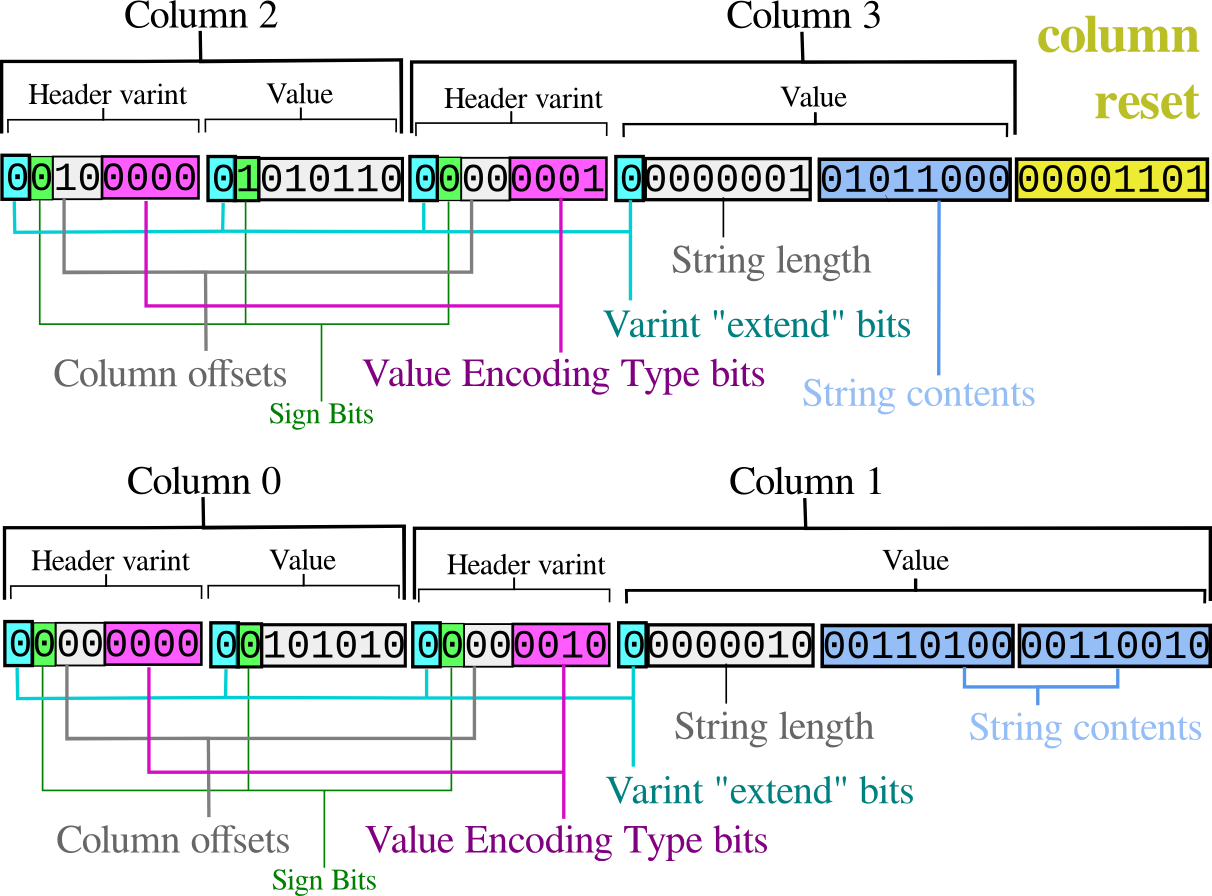 Column 2
Column 3
column
reset
Header varint
Value
Header varint
Value
00100000 01010110 00000001 00000001 01011000 00001101
String length
Varint "extend" bits
Column offsets
Value Encoding Type bits
String contents
Sign Bits
Column 0
Column 1
Header varint
Value
Header varint
Value
00000000 00101010 00000010 00000010 00110100 00110010
String length
String contents
Varint "extend" bits
Column offsets
Value Encoding Type bits
Sign Bits